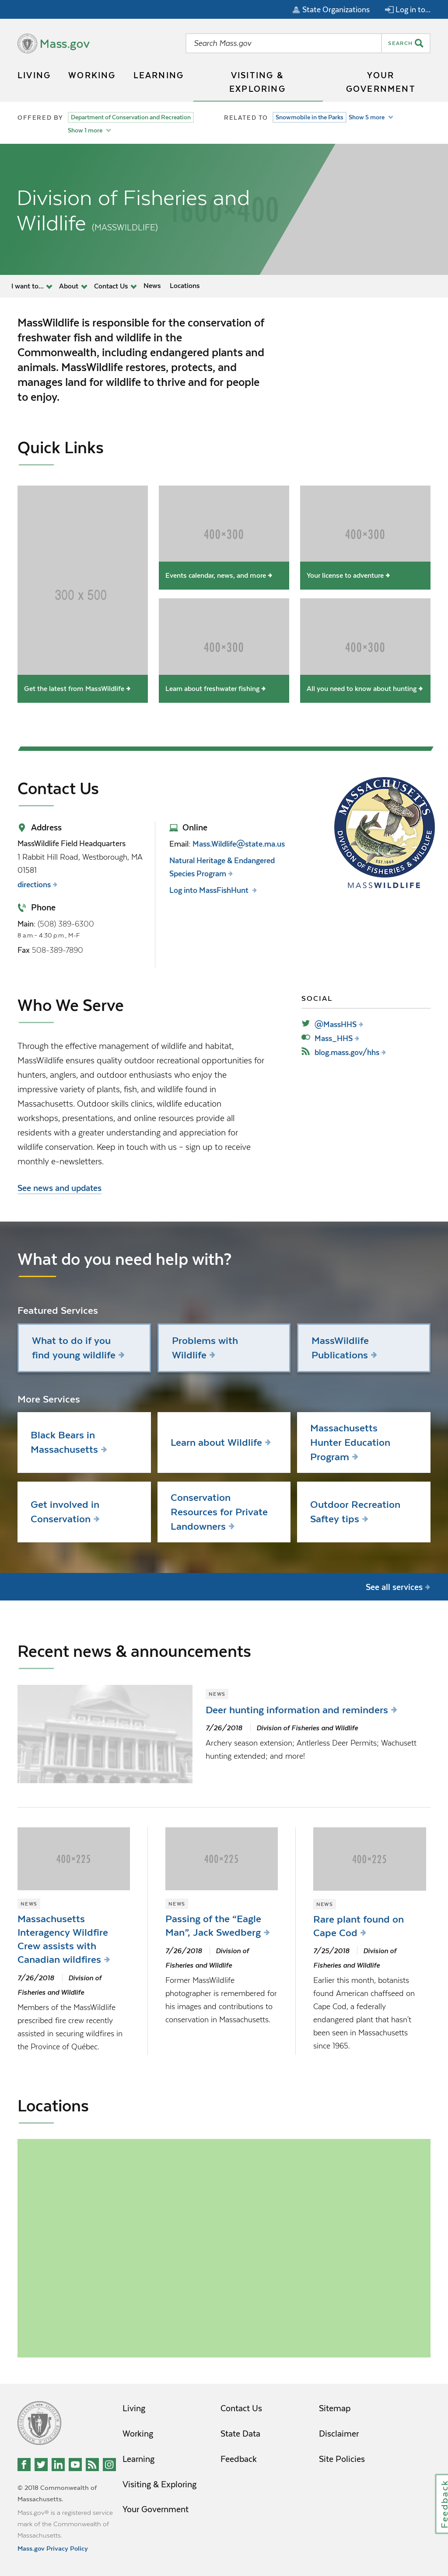 State Organizations
Log in to...
Mass.gov
Search Mass.gov
SEARCH
LIVING
WORKING
LEARNING
VISITING &
EXPLORING
YOUR
GOVERNMENT
OFFERED BY
Department of Conservation and Recreation
Show 1 more
RELATED TO
Snowmobile in the Parks
Show 5 more
1600×400
Division of Fisheries and
Wildlife (MASSWILDLIFE)
I want to...
About
Contact Us
News
Locations
MassWildlife is responsible for the conservation of
freshwater fish and wildlife in the
Commonwealth, including endangered plants and
animals. MassWildlife restores, protects, and
manages land for wildlife to thrive and for people
to enjoy.
Quick Links
300 x 500
Get the latest from MassWildlife
400×300
Events calendar, news, and more
400×300
Your license to adventure
400×300
Learn about freshwater fishing
400×300
All you need to know about hunting
Contact Us
Address
MassWildlife Field Headquarters
1 Rabbit Hill Road, Westborough, MA
01581
directions
Phone
Main: (508) 389-6300
8 a.m.- 4:30 p.m., M-F
Fax 508-389-7890
Online
Email: Mass.Wildlife@state.ma.us
Natural Heritage & Endangered
Species Program
Log into MassFishHunt
MASSACHUSETTS
DIVISION OF FISHERIES & WILDLIFE
MASSWILDLIFE
Who We Serve
Through the effective management of wildlife and habitat,
MassWildlife ensures quality outdoor recreational opportunities for
hunters, anglers, and outdoor enthusiasts who enjoy the
impressive variety of plants, fish, and wildlife found in
Massachusetts. Outdoor skills clinics, wildlife education
workshops, presentations, and online resources provide all
residents with a greater understanding and appreciation for
wildlife conservation. Keep in touch with us – sign up to receive
monthly e-newsletters.
See news and updates
SOCIAL
@MassHHS
Mass_HHS
blog.mass.gov/hhs
What do you need help with?
Featured Services
What to do if you
find young wildlife
Problems with
Wildlife
MassWildlife
Publications
More Services
Black Bears in
Massachusetts
Learn about Wildlife
Massachusetts
Hunter Education
Program
Get involved in
Conservation
Conservation
Resources for Private
Landowners
Outdoor Recreation
Saftey tips
See all services
Recent news & announcements
NEWS
Deer hunting information and reminders
7/26/2018 Division of Fisheries and Wildlife
Archery season extension; Antlerless Deer Permits; Wachusett
hunting extended; and more!
400×225
NEWS
Massachusetts
Interagency Wildfire
Crew assists with
Canadian wildfires
7/26/2018 Division of
Fisheries and Wildlife
Members of the MassWildlife
prescribed fire crew recently
assisted in securing wildfires in
the Province of Québec.
400×225
NEWS
Passing of the “Eagle
Man”, Jack Swedberg
7/26/2018 Division of
Fisheries and Wildlife
Former MassWildlife
photographer is remembered for
his images and contributions to
conservation in Massachusetts.
400×225
NEWS
Rare plant found on
Cape Cod
7/25/2018 Division of
Fisheries and Wildlife
Earlier this month, botanists
found American chaffseed on
Cape Cod, a federally
endangered plant that hasn't
been seen in Massachusetts
since 1965.
Locations
© 2018 Commonwealth of
Massachusetts.
Mass.gov® is a registered service
mark of the Commonwealth of
Massachusetts.
Mass.gov Privacy Policy
Living
Working
Learning
Visiting & Exploring
Your Government
Contact Us
State Data
Feedback
Sitemap
Disclaimer
Site Policies
Feedback